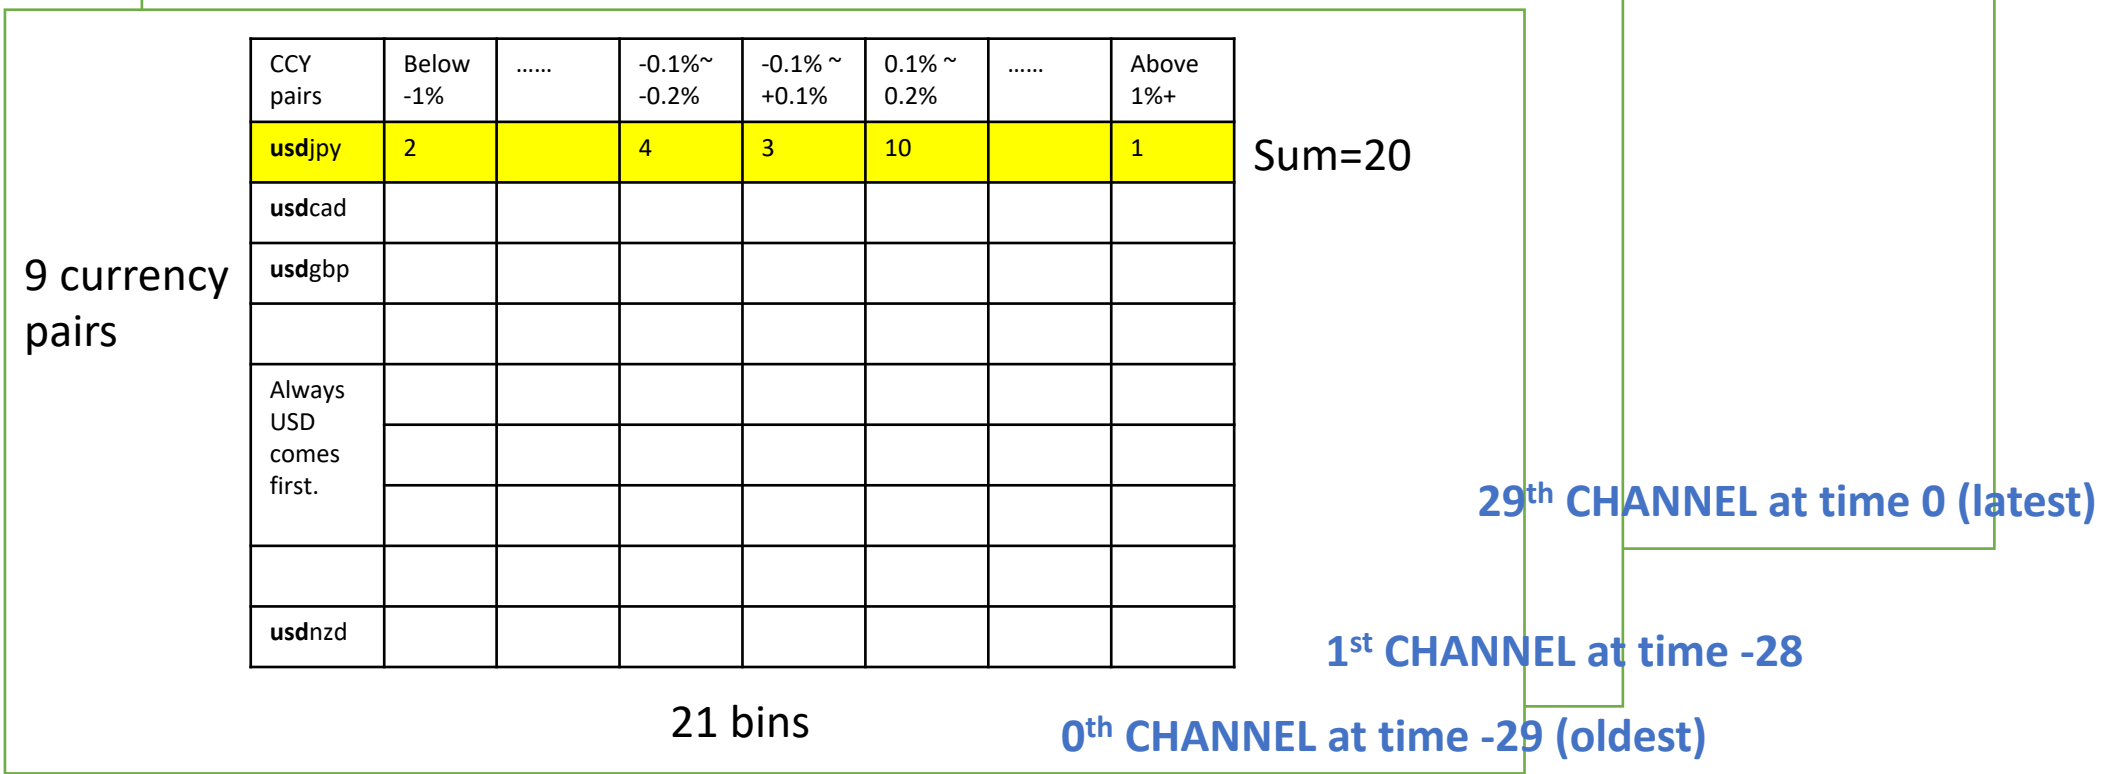 CCY pairs
Below -1%
......
-0.1%~ -0.2%
-0.1% ~ +0.1%
0.1% ~ 0.2%
......
Above 1%+
usdjpy 2 4 3 10 1
Sum=20
usdcad
usdgbp
9 currency
pairs
Always
USD
comes
first.
usdnzd
29th CHANNEL at time 0 (latest)
1st CHANNEL at time -28
21 bins
0th CHANNEL at time -29 (oldest)